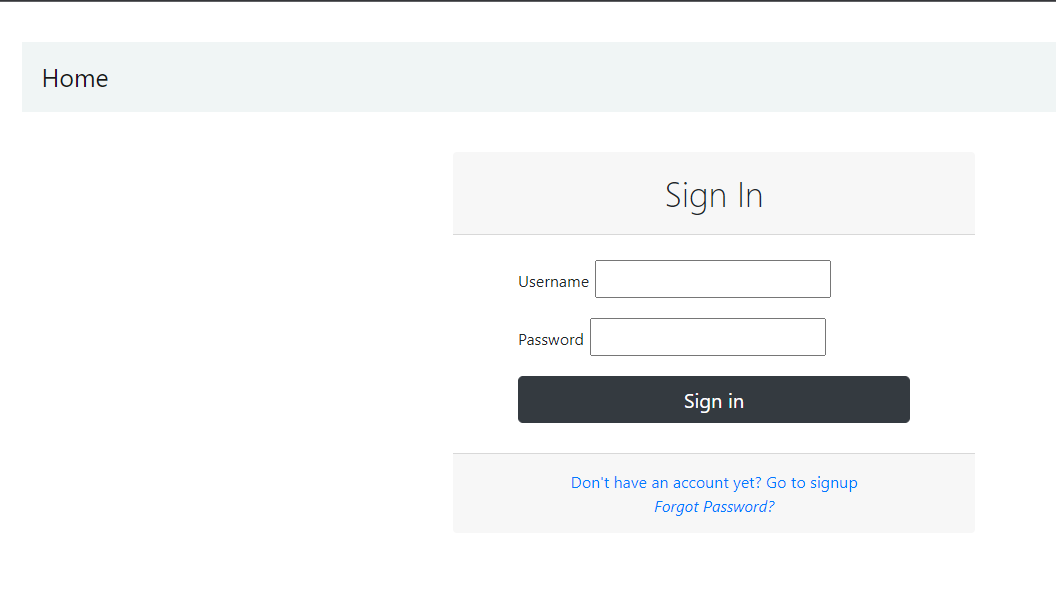 Home
Sign In
Username
Password
Sign in
Don't have an account yet? Go to signup
Forgot Password?